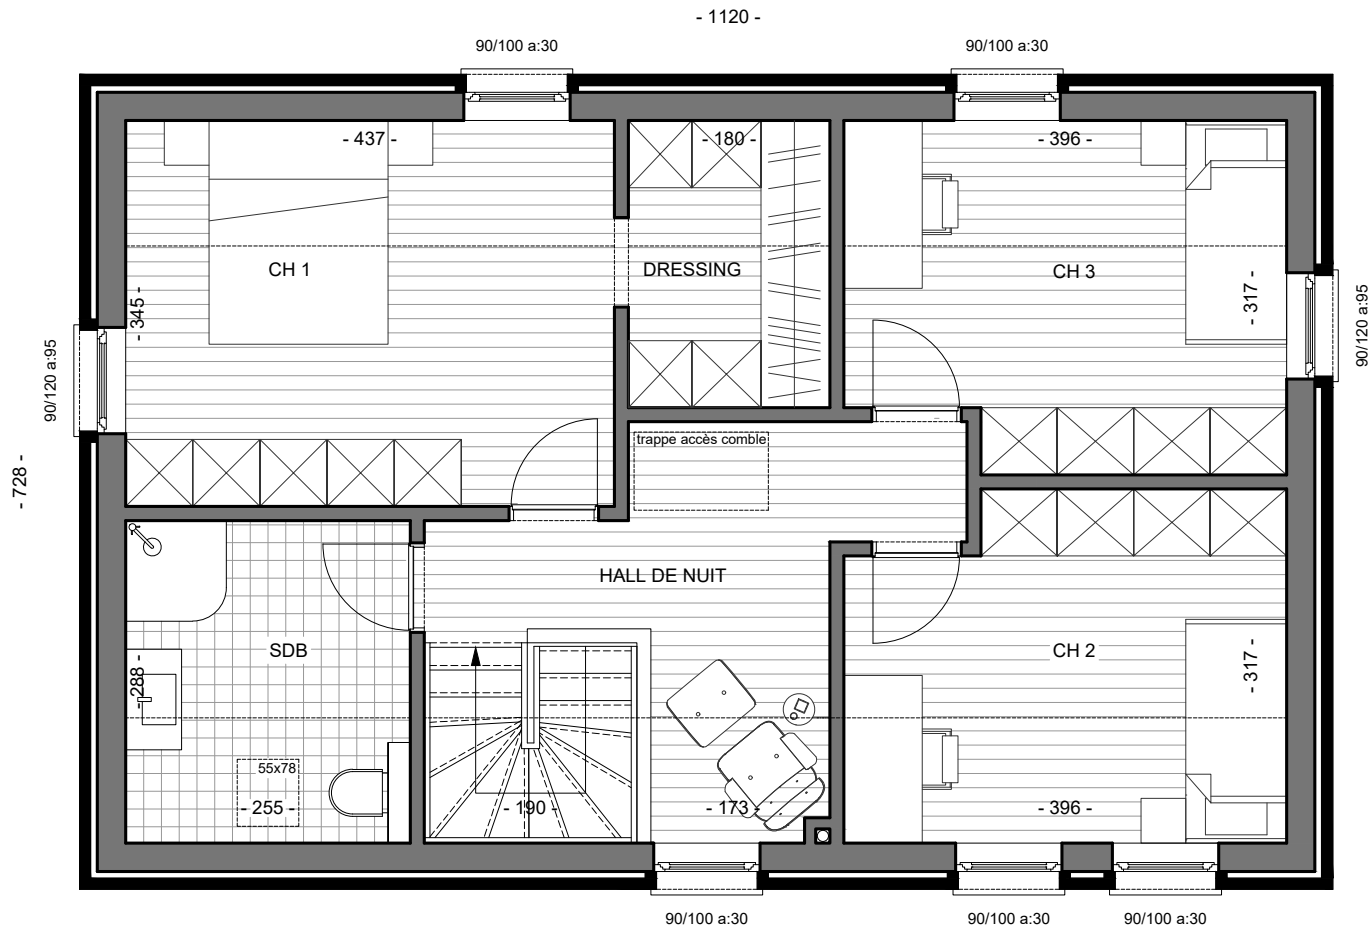 - 1120 -
90/100 a:30
90/100 a:30
- 437 -
- 180 -
- 396 -
CH 1
DRESSING
CH 3
- 345 -
- 317 -
90/120 a:95
90/120 a:95
trappe accès comble
- 728 -
HALL DE NUIT
SDB
CH 2
- 288 -
- 317 -
55x78
- 255 -
- 190 -
- 173 -
- 396 -
90/100 a:30
90/100 a:30
90/100 a:30